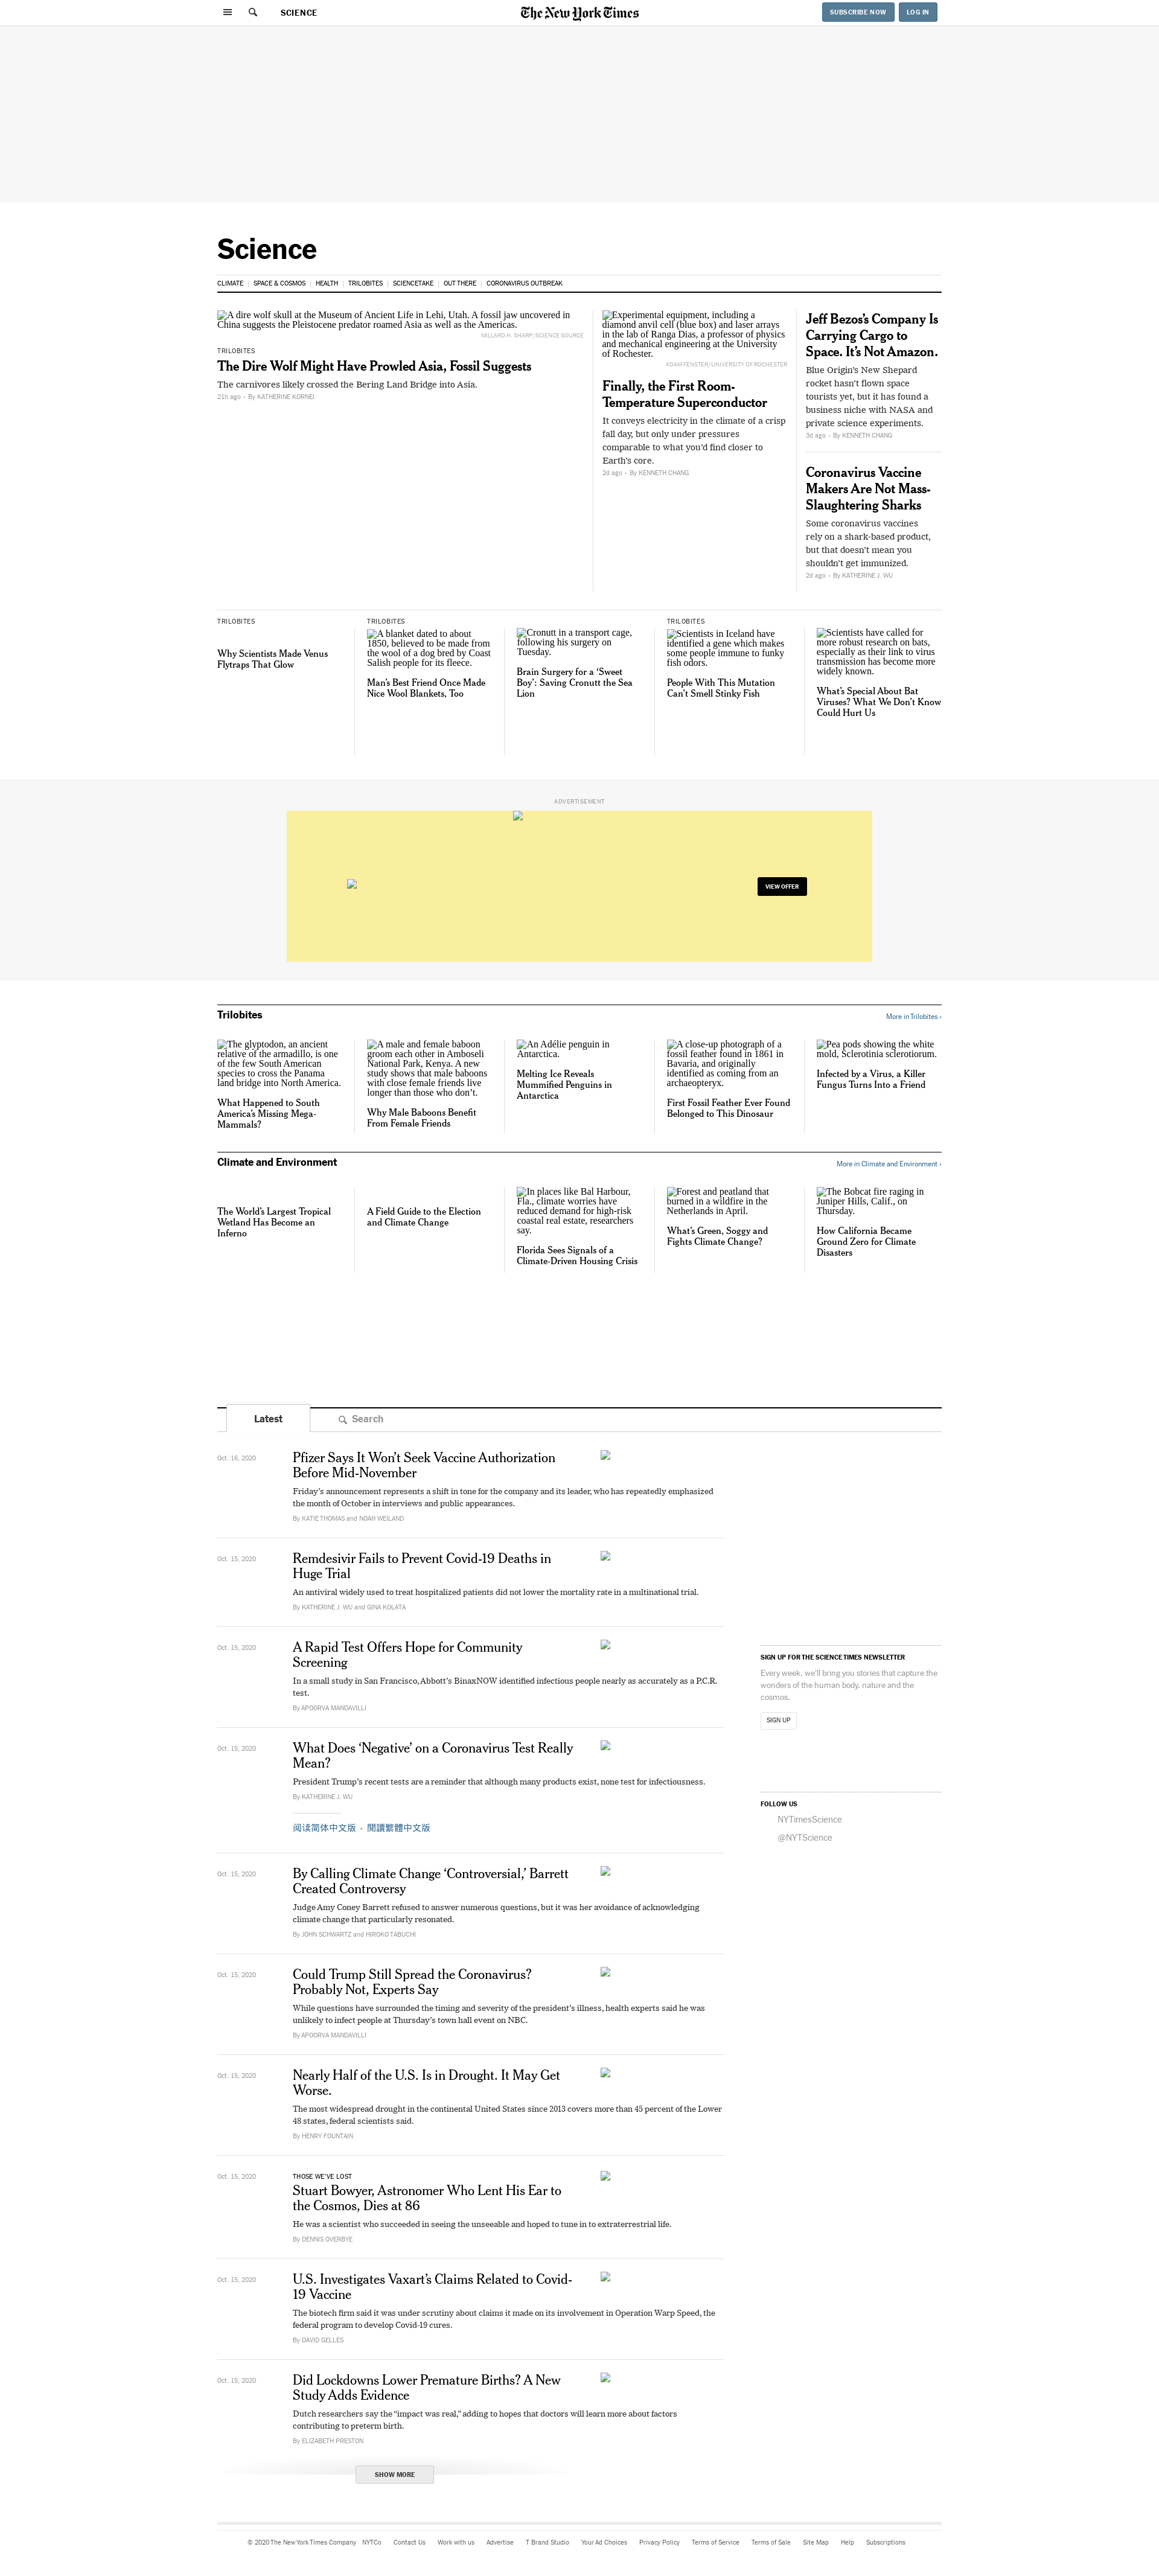 SCIENCE
The New York Times
SUBSCRIBE NOW
LOG IN
Science
CLIMATE
SPACE & COSMOS
HEALTH
TRILOBITES
SCIENCETAKE
OUT THERE
CORONAVIRUS OUTBREAK
A dire wolf skull at the Museum of Ancient Life in Lehi, Utah. A fossil jaw uncovered in
China suggests the Pleistocene predator roamed Asia as well as the Americas.
MILLARD H. SHARP/SCIENCE SOURCE
TRILOBITES
The Dire Wolf Might Have Prowled Asia, Fossil Suggests
The carnivores likely crossed the Bering Land Bridge into Asia.
21h ago • By KATHERINE KORNEI
Experimental equipment, including a
diamond anvil cell (blue box) and laser arrays
in the lab of Ranga Dias, a professor of physics
and mechanical engineering at the University
of Rochester.
ADAM FENSTER/UNIVERSITY OF ROCHESTER
Finally, the First Room-
Temperature Superconductor
It conveys electricity in the climate of a crisp
fall day, but only under pressures
comparable to what you'd find closer to
Earth's core.
2d ago • By KENNETH CHANG
Jeff Bezos's Company Is
Carrying Cargo to
Space. It's Not Amazon.
Blue Origin's New Shepard
rocket hasn't flown space
tourists yet, but it has found a
business niche with NASA and
private science experiments.
3d ago • By KENNETH CHANG
Coronavirus Vaccine
Makers Are Not Mass-
Slaughtering Sharks
Some coronavirus vaccines
rely on a shark-based product,
but that doesn't mean you
shouldn't get immunized.
2d ago • By KATHERINE J. WU
TRILOBITES
Why Scientists Made Venus
Flytraps That Glow
TRILOBITES
A blanket dated to about
1850, believed to be made from
the wool of a dog bred by Coast
Salish people for its fleece.
Man's Best Friend Once Made
Nice Wool Blankets, Too
Cronutt in a transport cage,
following his surgery on
Tuesday.
Brain Surgery for a ‘Sweet
Boy’: Saving Cronutt the Sea
Lion
TRILOBITES
Scientists in Iceland have
identified a gene which makes
some people immune to funky
fish odors.
People With This Mutation
Can't Smell Stinky Fish
Scientists have called for
more robust research on bats,
especially as their link to virus
transmission has become more
widely known.
What's Special About Bat
Viruses? What We Don't Know
Could Hurt Us
ADVERTISEMENT
VIEW OFFER
Trilobites
More in Trilobites ›
The glyptodon, an ancient
relative of the armadillo, is one
of the few South American
species to cross the Panama
land bridge into North America.
What Happened to South
America's Missing Mega-
Mammals?
A male and female baboon
groom each other in Amboseli
National Park, Kenya. A new
study shows that male baboons
with close female friends live
longer than those who don't.
Why Male Baboons Benefit
From Female Friends
An Adélie penguin in
Antarctica.
Melting Ice Reveals
Mummified Penguins in
Antarctica
A close-up photograph of a
fossil feather found in 1861 in
Bavaria, and originally
identified as coming from an
archaeopteryx.
First Fossil Feather Ever Found
Belonged to This Dinosaur
Pea pods showing the white
mold, Sclerotinia sclerotiorum.
Infected by a Virus, a Killer
Fungus Turns Into a Friend
Climate and Environment
More in Climate and Environment ›
The World's Largest Tropical
Wetland Has Become an
Inferno
A Field Guide to the Election
and Climate Change
In places like Bal Harbour,
Fla., climate worries have
reduced demand for high-risk
coastal real estate, researchers
say.
Florida Sees Signals of a
Climate-Driven Housing Crisis
Forest and peatland that
burned in a wildfire in the
Netherlands in April.
What's Green, Soggy and
Fights Climate Change?
The Bobcat fire raging in
Juniper Hills, Calif., on
Thursday.
How California Became
Ground Zero for Climate
Disasters
Latest
Search
Oct. 16, 2020
Pfizer Says It Won't Seek Vaccine Authorization
Before Mid-November
Friday's announcement represents a shift in tone for the company and its leader, who has repeatedly emphasized
the month of October in interviews and public appearances.
By KATIE THOMAS and NOAH WEILAND
Oct. 15, 2020
Remdesivir Fails to Prevent Covid-19 Deaths in
Huge Trial
An antiviral widely used to treat hospitalized patients did not lower the mortality rate in a multinational trial.
By KATHERINE J. WU and GINA KOLATA
Oct. 15, 2020
A Rapid Test Offers Hope for Community
Screening
In a small study in San Francisco, Abbott's BinaxNOW identified infectious people nearly as accurately as a P.C.R.
test.
By APOORVA MANDAVILLI
Oct. 15, 2020
What Does ‘Negative’ on a Coronavirus Test Really
Mean?
President Trump's recent tests are a reminder that although many products exist, none test for infectiousness.
By KATHERINE J. WU
阅读简体中文版 • 閱讀繁體中文版
Oct. 15, 2020
By Calling Climate Change ‘Controversial,’ Barrett
Created Controversy
Judge Amy Coney Barrett refused to answer numerous questions, but it was her avoidance of acknowledging
climate change that particularly resonated.
By JOHN SCHWARTZ and HIROKO TABUCHI
Oct. 15, 2020
Could Trump Still Spread the Coronavirus?
Probably Not, Experts Say
While questions have surrounded the timing and severity of the president's illness, health experts said he was
unlikely to infect people at Thursday's town hall event on NBC.
By APOORVA MANDAVILLI
Oct. 15, 2020
Nearly Half of the U.S. Is in Drought. It May Get
Worse.
The most widespread drought in the continental United States since 2013 covers more than 45 percent of the Lower
48 states, federal scientists said.
By HENRY FOUNTAIN
Oct. 15, 2020
THOSE WE'VE LOST
Stuart Bowyer, Astronomer Who Lent His Ear to
the Cosmos, Dies at 86
He was a scientist who succeeded in seeing the unseeable and hoped to tune in to extraterrestrial life.
By DENNIS OVERBYE
Oct. 15, 2020
U.S. Investigates Vaxart's Claims Related to Covid-
19 Vaccine
The biotech firm said it was under scrutiny about claims it made on its involvement in Operation Warp Speed, the
federal program to develop Covid-19 cures.
By DAVID GELLES
Oct. 15, 2020
Did Lockdowns Lower Premature Births? A New
Study Adds Evidence
Dutch researchers say the “impact was real,” adding to hopes that doctors will learn more about factors
contributing to preterm birth.
By ELIZABETH PRESTON
SHOW MORE
SIGN UP FOR THE SCIENCE TIMES NEWSLETTER
Every week, we'll bring you stories that capture the
wonders of the human body, nature and the
cosmos.
SIGN UP
FOLLOW US
NYTimesScience
@NYTScience
© 2020 The New York Times Company
NYTCo
Contact Us
Work with us
Advertise
T Brand Studio
Your Ad Choices
Privacy Policy
Terms of Service
Terms of Sale
Site Map
Help
Subscriptions